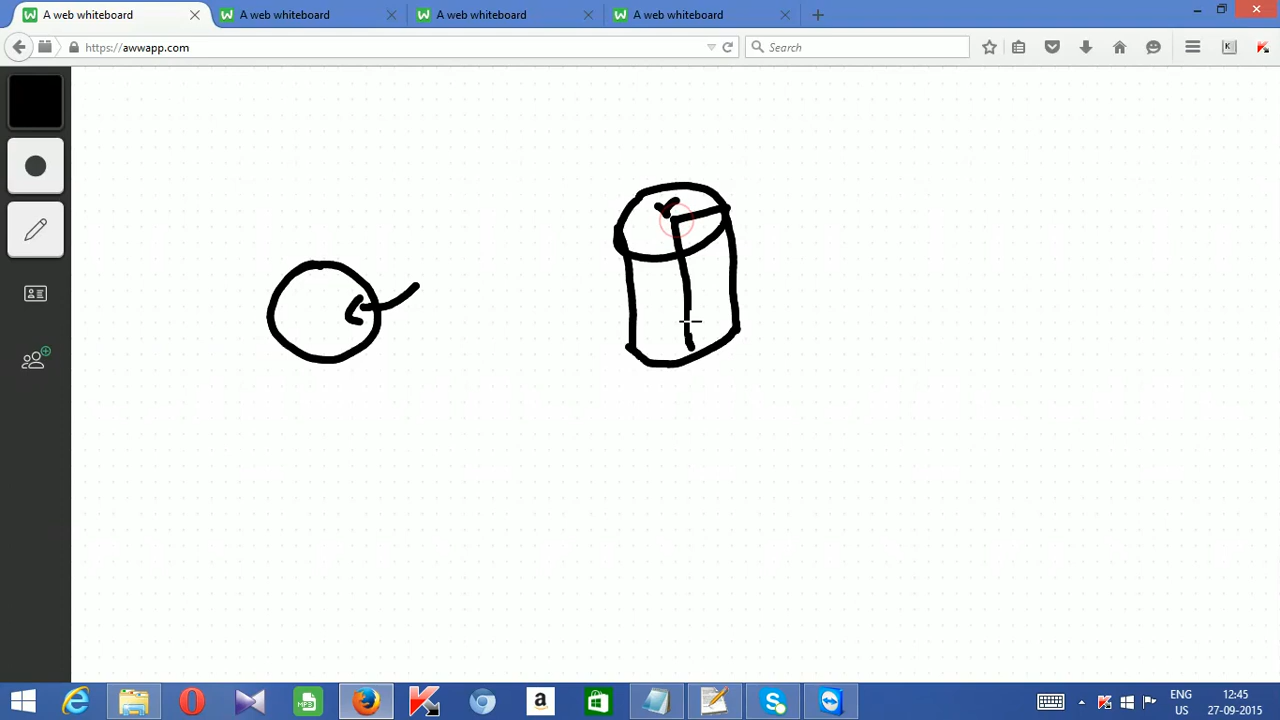 A web whiteboard
A web whiteboard
A web whiteboard
A web whiteboard
https://awwapp.com
Search
K
r
MP3
a
ENG
US
12:45
27-09-2015